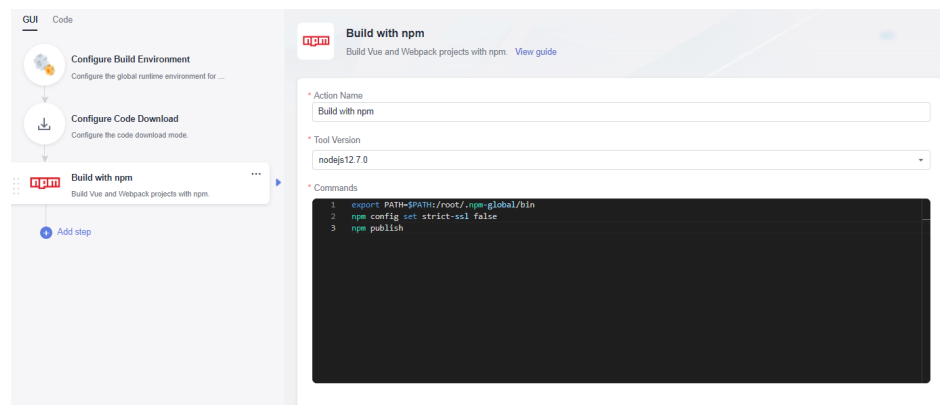 GUI Code
Configure Build Environment
Configure the global runtime environment for ...
Configure Code Download
Configure the code download mode.
npm
Build with npm
...
Build Vue and Webpack projects with npm.
Add step
npm
Build with npm
Build Vue and Webpack projects with npm. View guide
* Action Name
Build with npm
* Tool Version
nodejs12.7.0
* Commands
1 export PATH=$PATH:/root/.npm-global/bin
2 npm config set strict-ssl false
3 npm publish